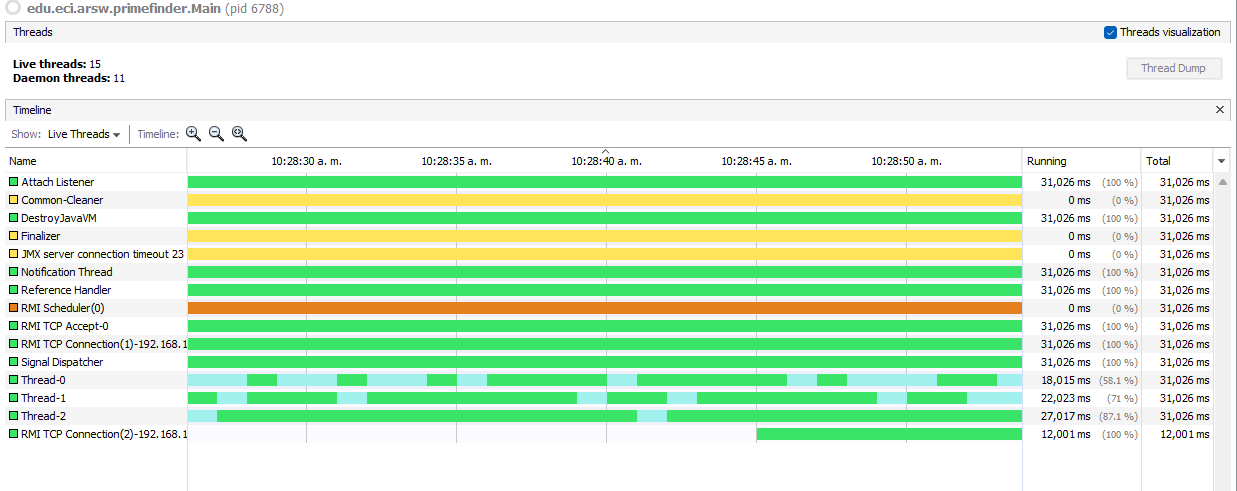 edu.eci.arsw.primefinder.Main (pid 6788)
Threads Threads visualization
Live threads: 15
Daemon threads: 11
Thread Dump
Timeline
Show: Live Threads Timeline:
Name 10:28:30 a. m. 10:28:35 a. m. 10:28:40 a. m. 10:28:45 a. m. 10:28:50 a. m. Running Total
Attach Listener 31,026 ms (100 %) 31,026 ms
Common-Cleaner 0 ms (0 %) 31,026 ms
DestroyJavaVM 31,026 ms (100 %) 31,026 ms
Finalizer 0 ms (0 %) 31,026 ms
JMX server connection timeout 23 0 ms (0 %) 31,026 ms
Notification Thread 31,026 ms (100 %) 31,026 ms
Reference Handler 31,026 ms (100 %) 31,026 ms
RMI Scheduler(0) 0 ms (0 %) 31,026 ms
RMI TCP Accept-0 31,026 ms (100 %) 31,026 ms
RMI TCP Connection(1)-192.168.1 31,026 ms (100 %) 31,026 ms
Signal Dispatcher 31,026 ms (100 %) 31,026 ms
Thread-0 18,015 ms (58.1 %) 31,026 ms
Thread-1 22,023 ms (71 %) 31,026 ms
Thread-2 27,017 ms (87.1 %) 31,026 ms
RMI TCP Connection(2)-192.168.1 12,001 ms (100 %) 12,001 ms